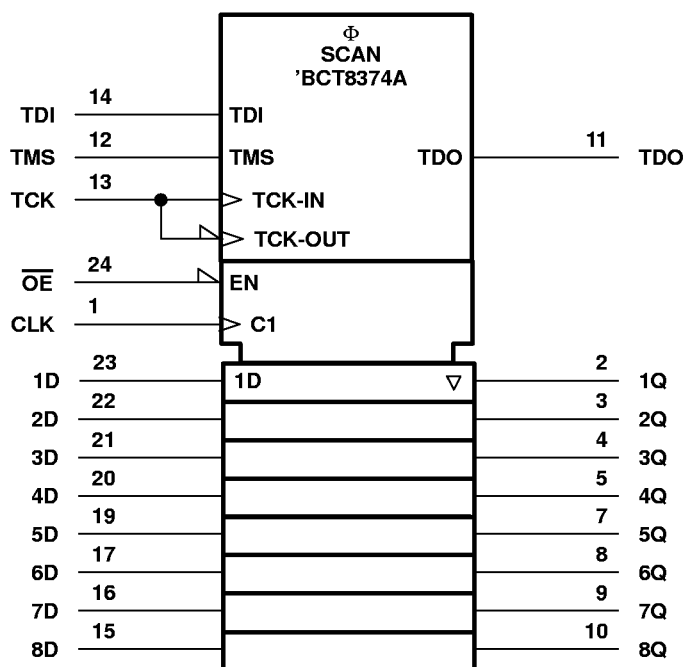 Φ
SCAN
'BCT8374A
TDI 14 TDI
TMS 12 TMS TDO 11 TDO
TCK 13 TCK-IN
TCK-OUT
OE 24 EN
CLK 1 C1
1D 23 1D 2 1Q
2D 22 3 2Q
3D 21 4 3Q
4D 20 5 4Q
5D 19 7 5Q
6D 17 8 6Q
7D 16 9 7Q
8D 15 10 8Q